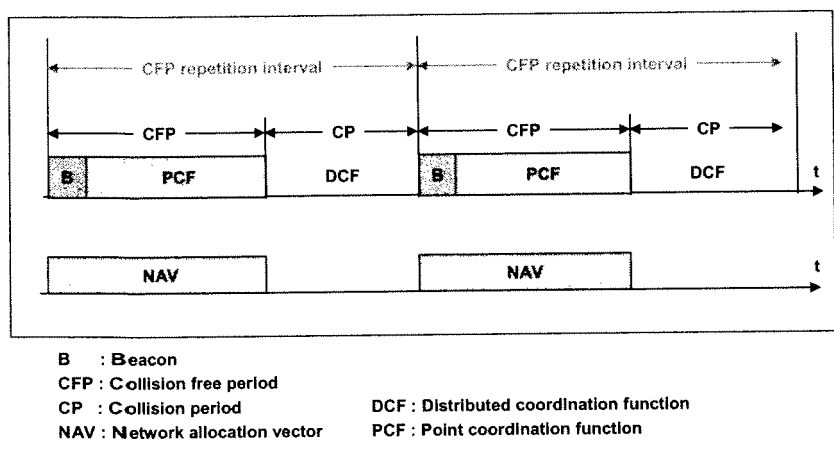 CFP repetition interval CFP repetition interval
CFP CP CFP CP
B PCF DCF B PCF DCF t
NAV NAV t
B : Beacon
CFP : Collision free period
CP : Collision period DCF : Distributed coordination function
NAV : Network allocation vector PCF : Point coordination function